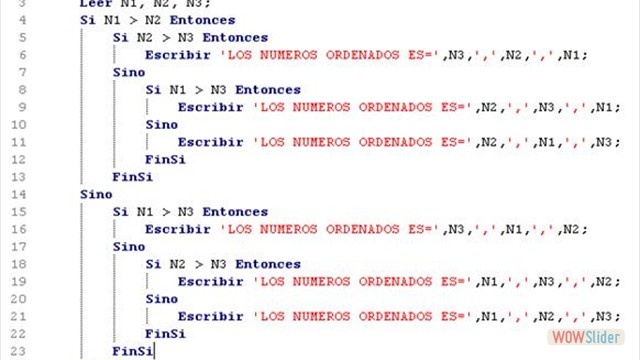 3 Leer N1, N2, N3;
4 Si N1 > N2 Entonces
5 Si N2 > N3 Entonces
6 Escribir 'LOS NUMEROS ORDENADOS ES=',N3,',',N2,',',N1;
7 Sino
8 Si N1 > N3 Entonces
9 Escribir 'LOS NUMEROS ORDENADOS ES=',N2,',',N3,',',N1;
10 Sino
11 Escribir 'LOS NUMEROS ORDENADOS ES=',N2,',',N1,',',N3;
12 FinSi
13 FinSi
14 Sino
15 Si N1 > N3 Entonces
16 Escribir 'LOS NUMEROS ORDENADOS ES=',N3,',',N1,',',N2;
17 Sino
18 Si N2 > N3 Entonces
19 Escribir 'LOS NUMEROS ORDENADOS ES=',N1,',',N3,',',N2;
20 Sino
21 Escribir 'LOS NUMEROS ORDENADOS ES=',N1,',',N2,',',N3;
22 FinSi
23 FinSi
WOWSlider